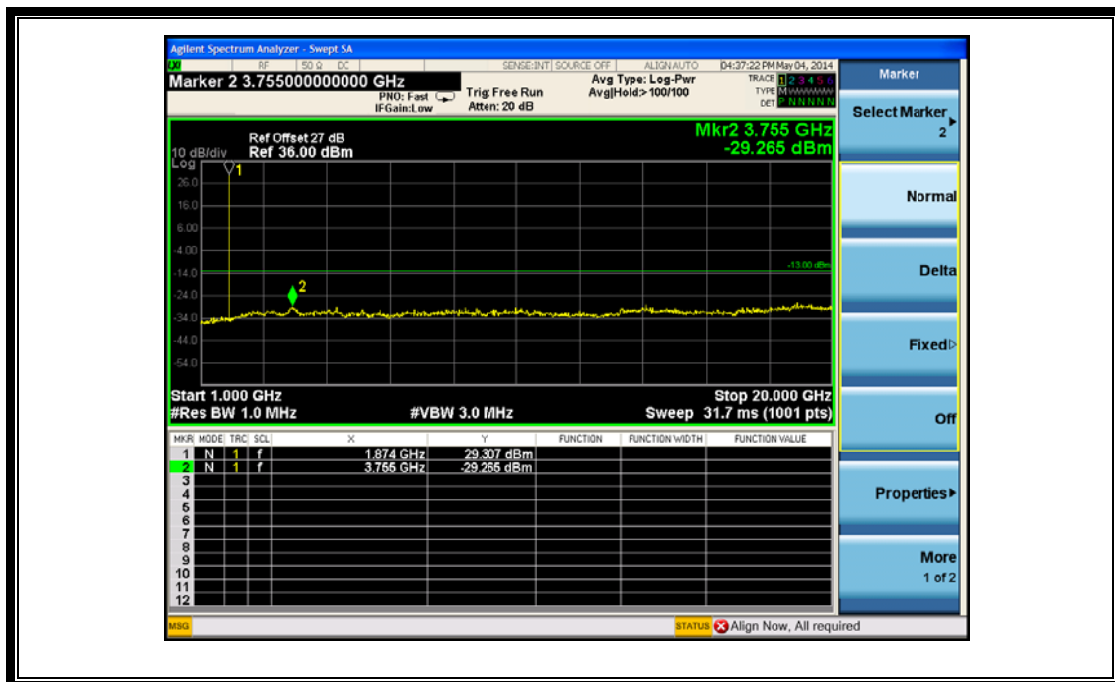 Agilent Spectrum Analyzer - Swept SA
LXI RF 50 Ω DC SENSE:INT SOURCE OFF ALIGN AUTO 04:37:22 PM May 04, 2014
Marker 2 3.755000000000 GHz
PNO: Fast
IFGain:Low
Trig: Free Run
Atten: 20 dB
Avg Type: Log-Pwr
Avg|Hold:> 100/100
TRACE 1 2 3 4 5 6
TYPE M WWWWW
DET P N N N N N
Ref Offset 27 dB
10 dB/div Ref 36.00 dBm
Log
Mkr2 3.755 GHz
-29.265 dBm
26.0
16.0
6.00
-4.00
-14.0
-24.0
-34.0
-44.0
-54.0
1
2
-13.00 dBm
Start 1.000 GHz Stop 20.000 GHz
#Res BW 1.0 MHz #VBW 3.0 MHz Sweep 31.7 ms (1001 pts)
MKR MODE TRC SCL X Y FUNCTION FUNCTION WIDTH FUNCTION VALUE
1 N 1 f 1.874 GHz 29.307 dBm
2 N 1 f 3.755 GHz -29.265 dBm
3
4
5
6
7
8
9
10
11
12
MSG STATUS Align Now, All required
Marker
Select Marker
2
Normal
Delta
Fixed
Off
Properties
More
1 of 2